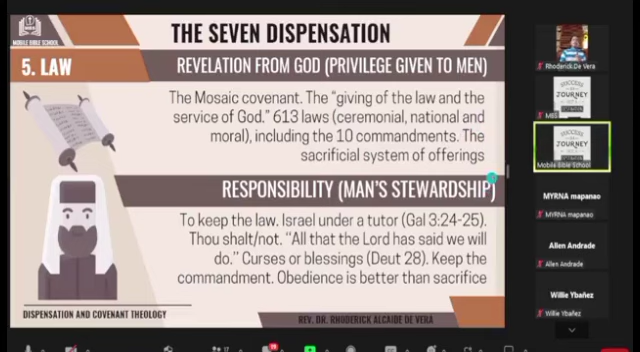 THE SEVEN DISPENSATION
MOBILE BIBLE SCHOOL
5. LAW
REVELATION FROM GOD (PRIVILEGE GIVEN TO MEN)
The Mosaic covenant. The "giving of the law and the
service of God." 613 laws (ceremonial, national and
moral), including the 10 commandments. The
sacrificial system of offerings
RESPONSIBILITY (MAN'S STEWARDSHIP)
To keep the law. Israel under a tutor (Gal 3:24-25).
Thou shalt/not. "All that the Lord has said we will
do." Curses or blessings (Deut 28). Keep the
commandment. Obedience is better than sacrifice
DISPENSATION AND COVENANT THEOLOGY
REV. DR. RHODERICK ALCAIDE DE VERA
Rhoderick De Vera
SUCCESS
JOURNEY
SUCCESS
JOURNEY
Mobile Bible School
MYRNA mapanao
MYRNA mapanao
Allen Andrade
Allen Andrade
Willie Ybañez
Willie Ybañez